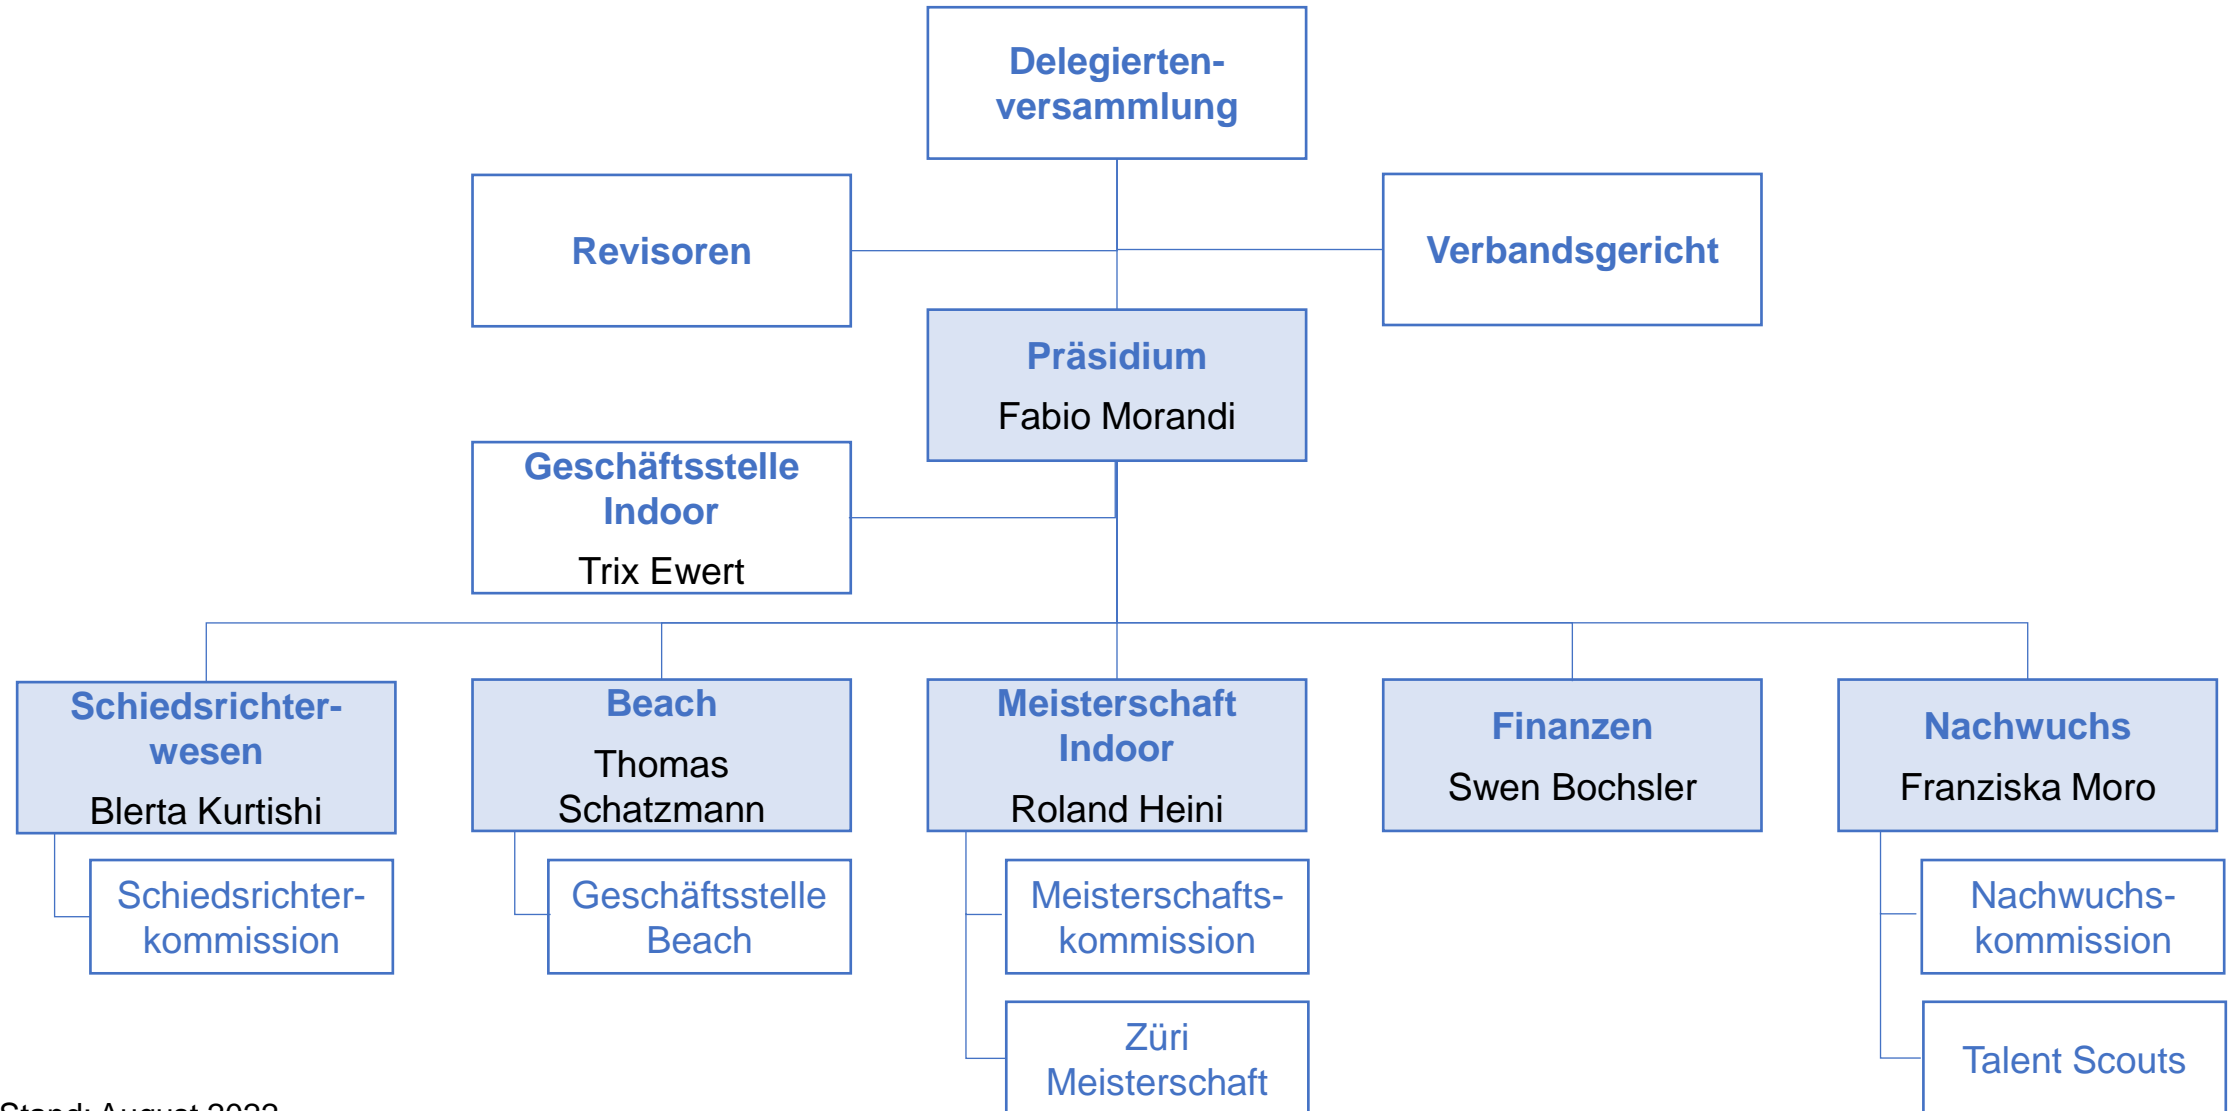 Delegierten-
versammlung
Revisoren
Verbandsgericht
Präsidium
Fabio Morandi
Geschäftsstelle
Indoor
Trix Ewert
Schiedsrichter-
wesen
Blerta Kurtishi
Beach
Thomas
Schatzmann
Meisterschaft
Indoor
Roland Heini
Finanzen
Swen Bochsler
Nachwuchs
Franziska Moro
Schiedsrichter-
kommission
Geschäftsstelle
Beach
Meisterschafts-
kommission
Nachwuchs-
kommission
Züri
Meisterschaft
Talent Scouts
Stand: August